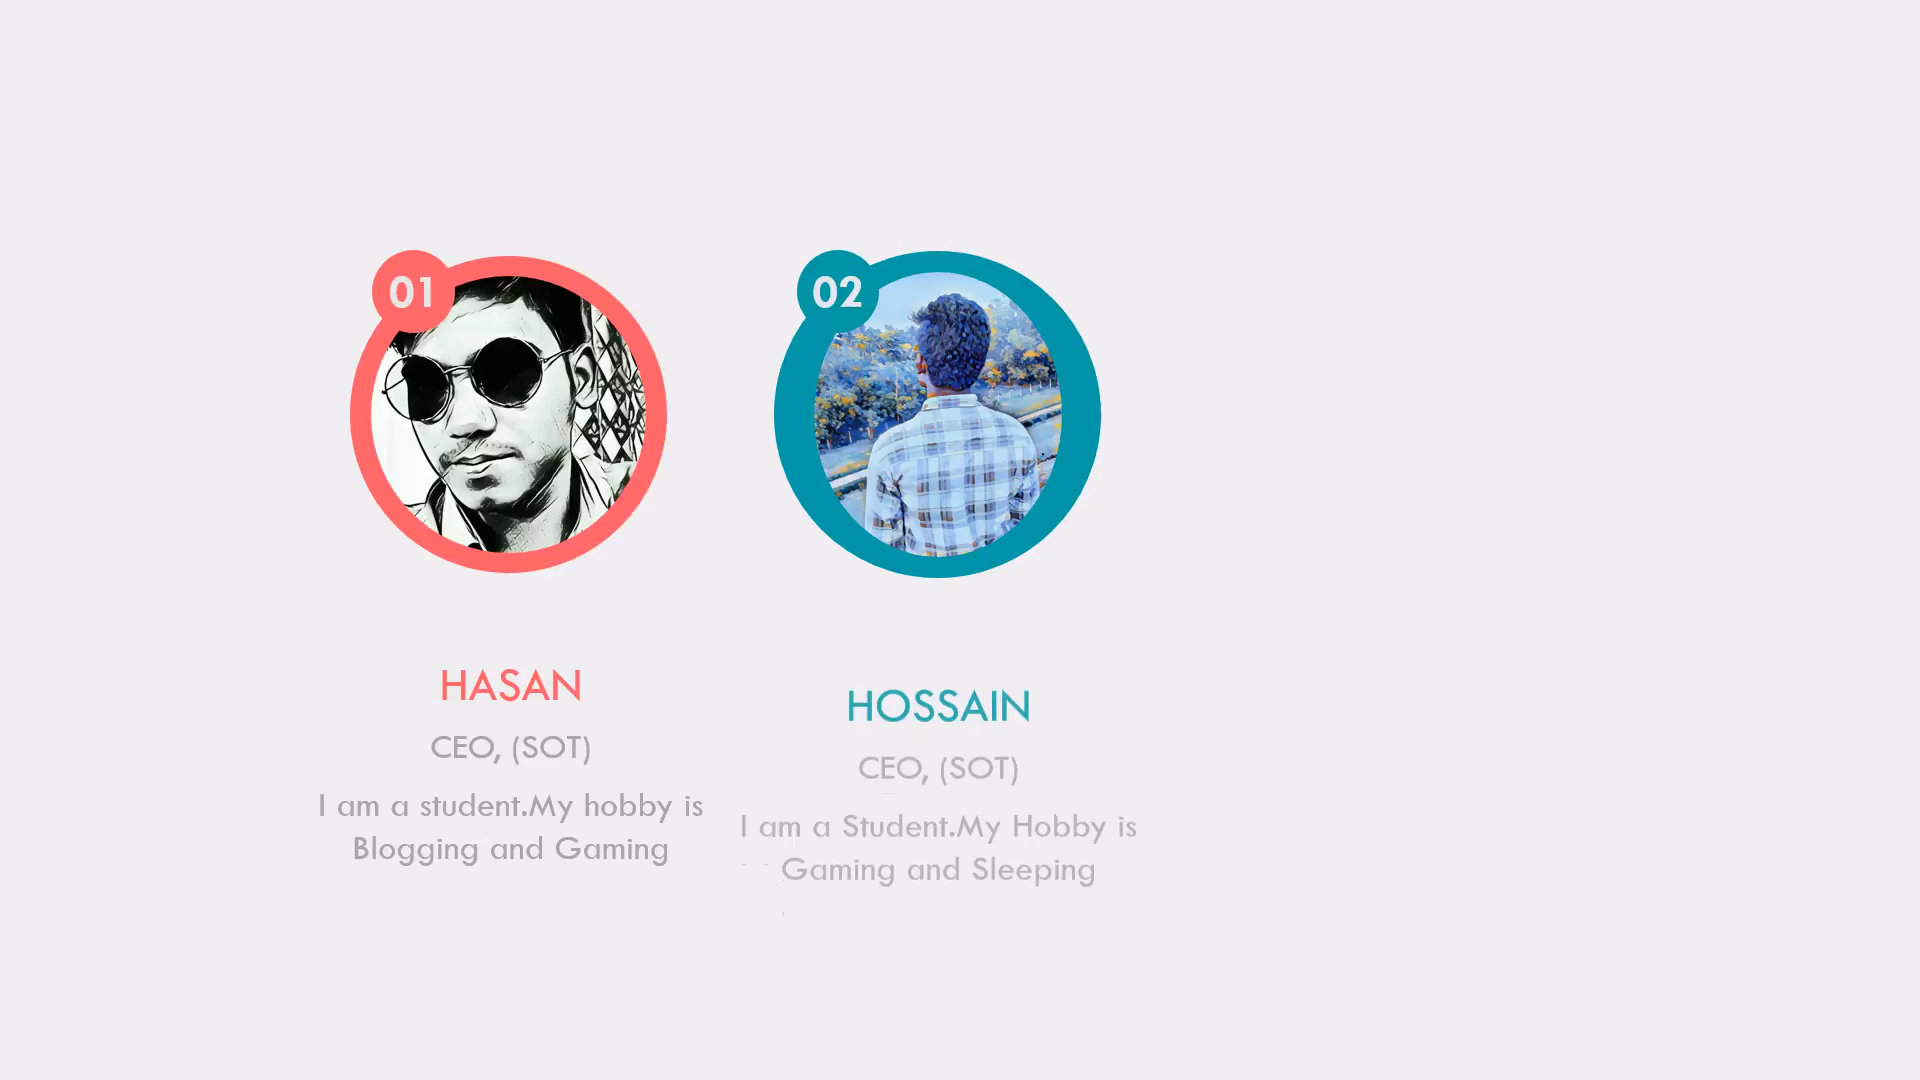 01
HASAN
CEO, (SOT)
I am a student.My hobby is
Blogging and Gaming
02
HOSSAIN
CEO, (SOT)
I am a Student.My Hobby is
Gaming and Sleeping